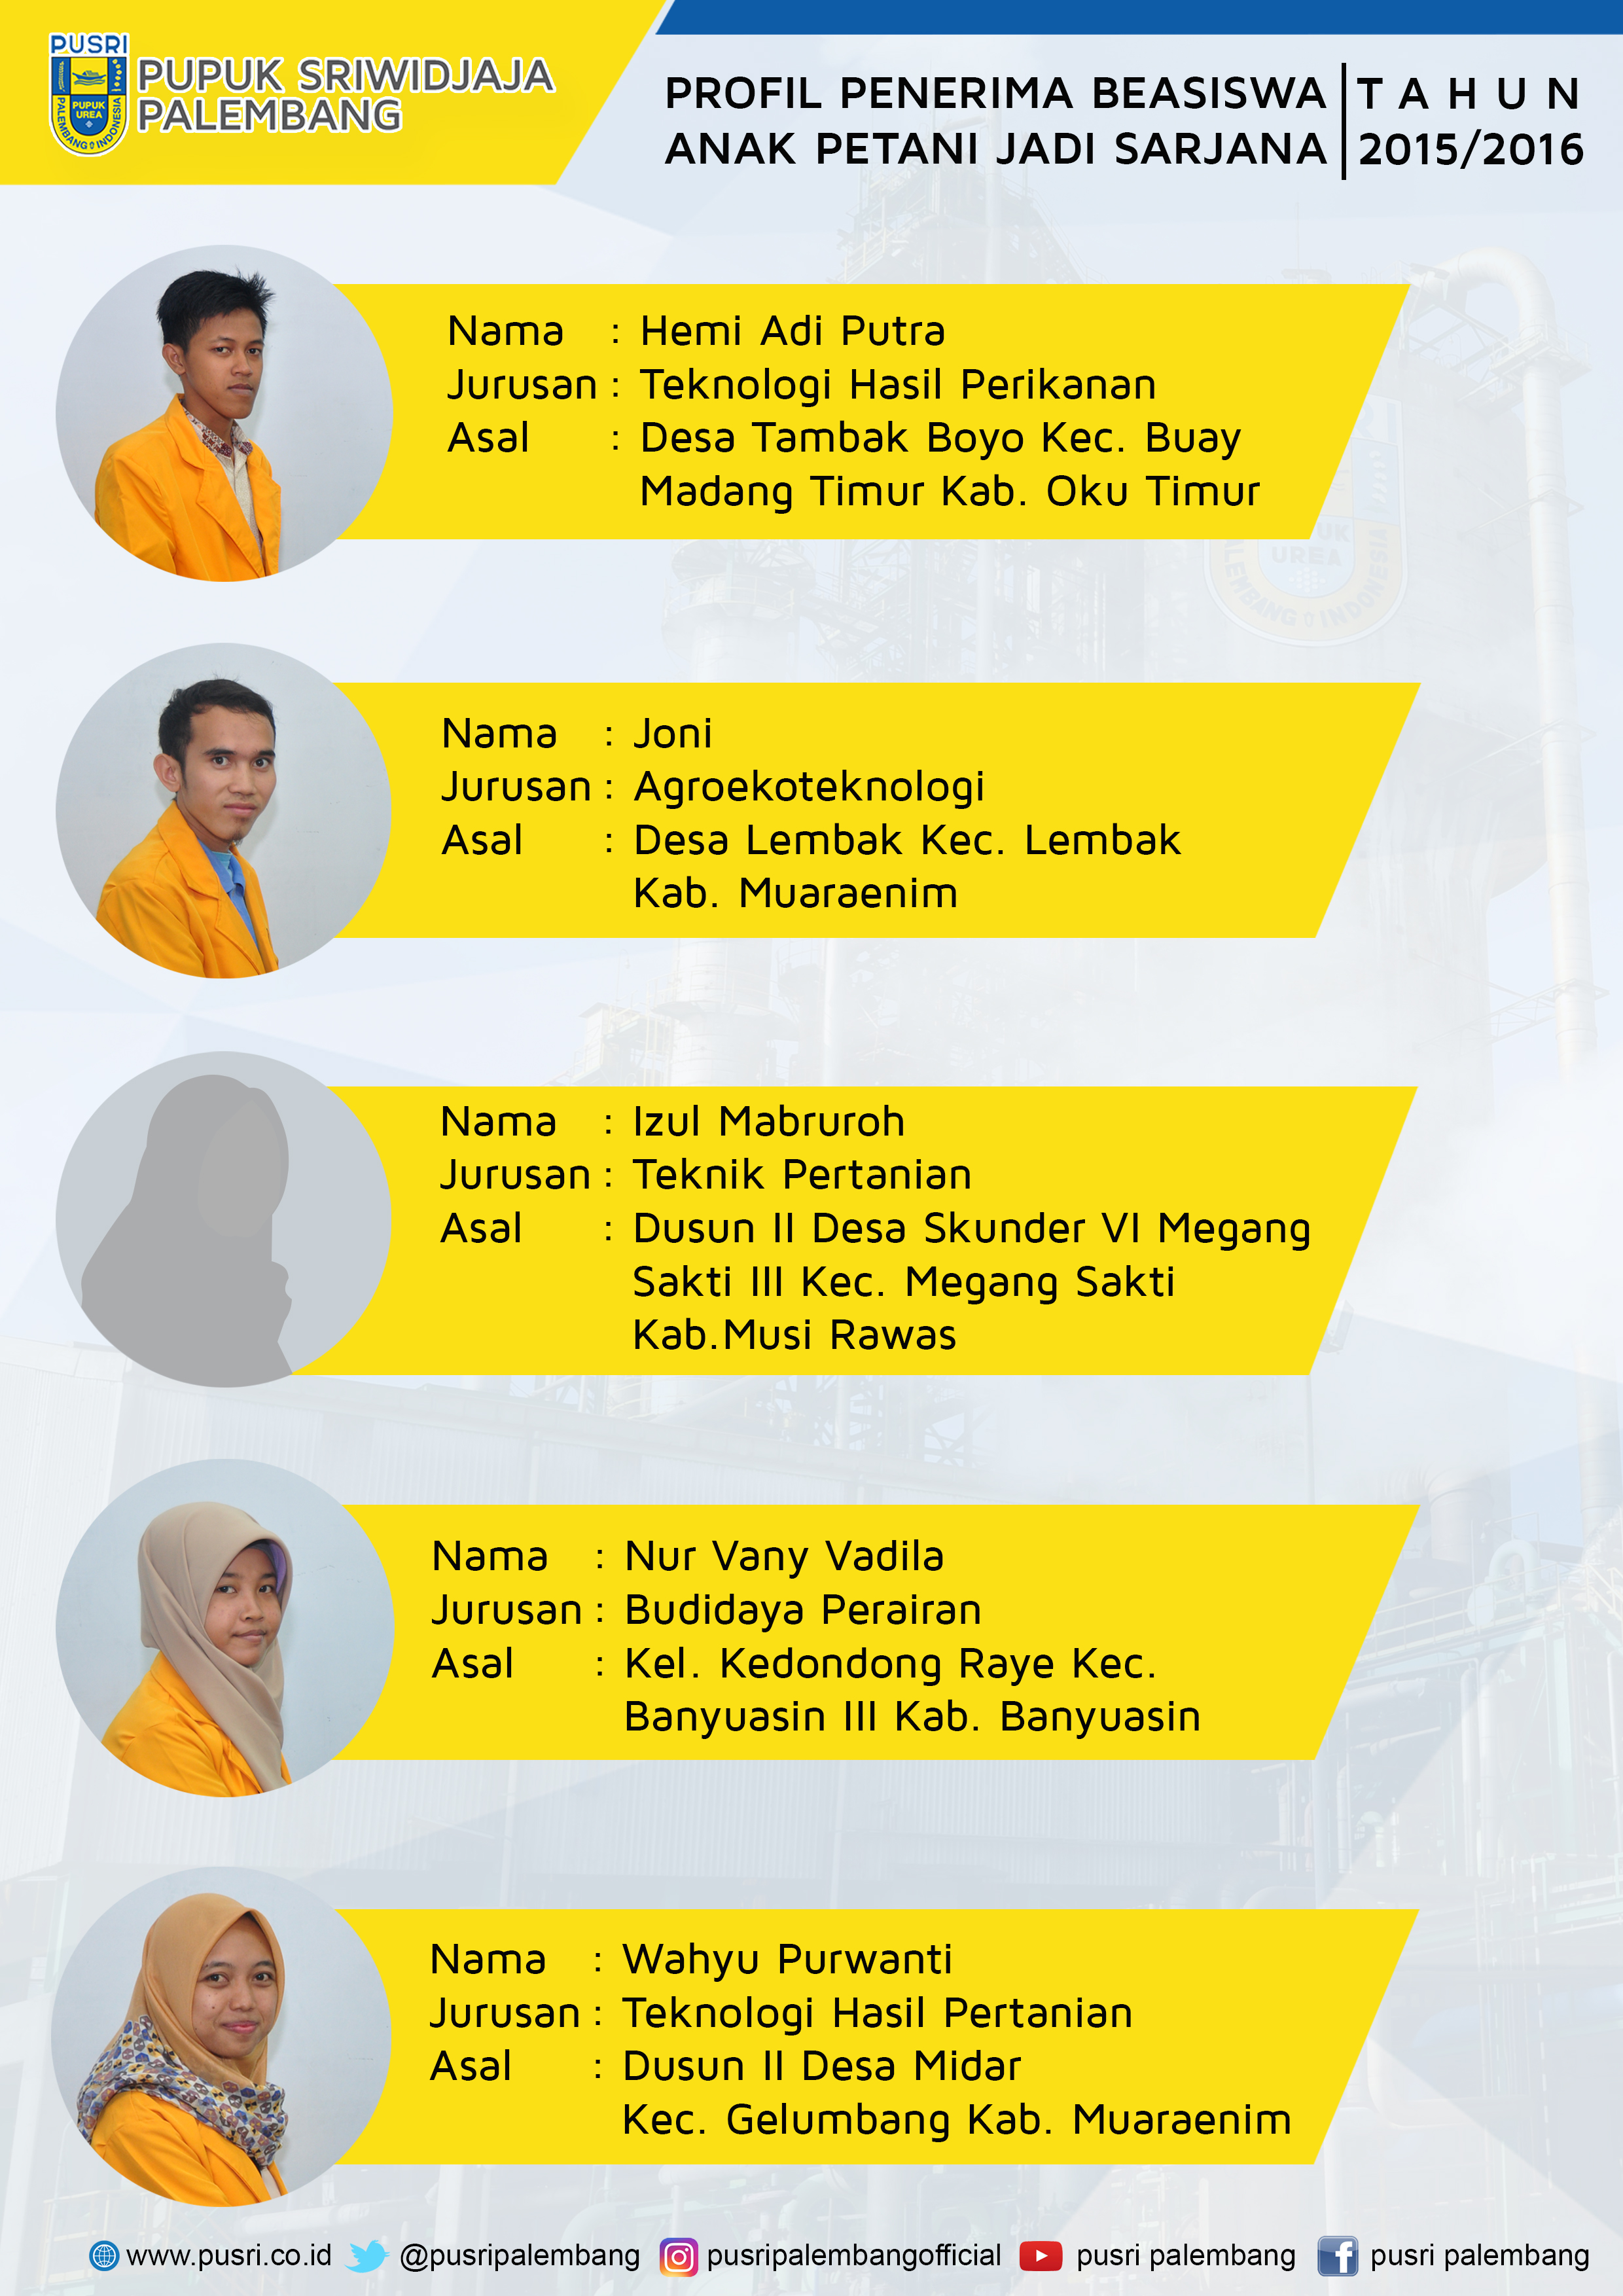 PUSRI
PUPUK SRIWIDJAJA
PALEMBANG
PUPUK
UREA
PALEMBANG INDONESIA
PROFIL PENERIMA BEASISWA
ANAK PETANI JADI SARJANA
TAHUN
2015/2016
Nama : Hemi Adi Putra
Jurusan : Teknologi Hasil Perikanan
Asal : Desa Tambak Boyo Kec. Buay
Madang Timur Kab. Oku Timur
UREA
PALEMBANG INDONESIA
Nama : Joni
Jurusan : Agroekoteknologi
Asal : Desa Lembak Kec. Lembak
Kab. Muaraenim
Nama : Izul Mabruroh
Jurusan : Teknik Pertanian
Asal : Dusun II Desa Skunder VI Megang
Sakti III Kec. Megang Sakti
Kab.Musi Rawas
Nama : Nur Vany Vadila
Jurusan : Budidaya Perairan
Asal : Kel. Kedondong Raye Kec.
Banyuasin III Kab. Banyuasin
Nama : Wahyu Purwanti
Jurusan : Teknologi Hasil Pertanian
Asal : Dusun II Desa Midar
Kec. Gelumbang Kab. Muaraenim
www.pusri.co.id @pusripalembang pusripalembangofficial pusri palembang pusri palembang